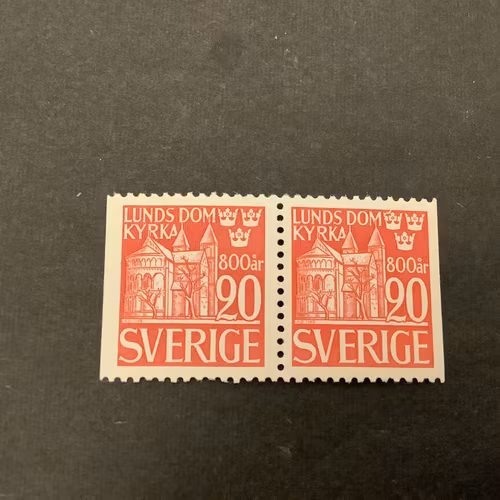 LUNDS DOM
KYRKA
800 år
20
SVERIGE
LUNDS DOM
KYRKA
800 år
20
SVERIGE